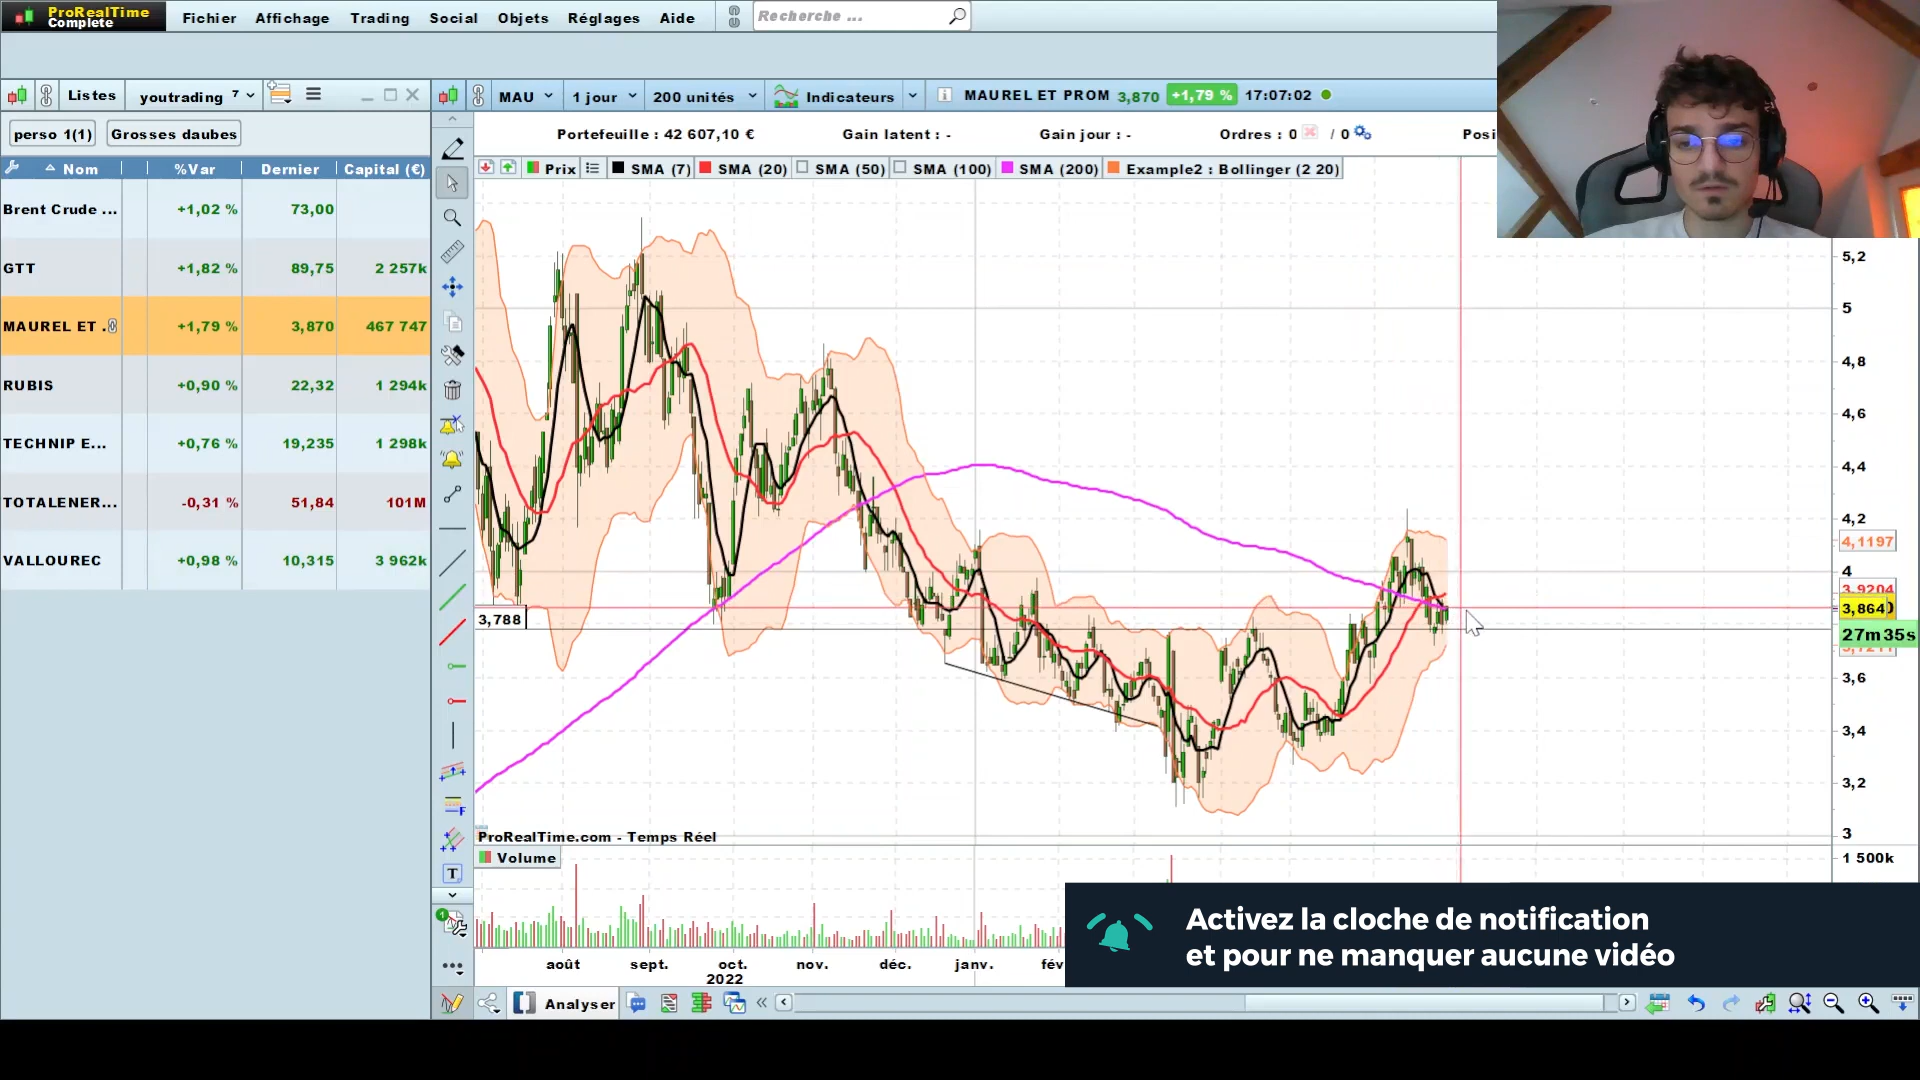 ProRealTime
Complete
Fichier Affichage Trading Social Objets Réglages Aide
Recherche ...
Listes youtrading 7
MAU 1 jour 200 unités Indicateurs MAUREL ET PROM 3,870 +1,79 % 17:07:02
perso 1(1) Grosses daubes
Portefeuille : 42 607,10 € Gain latent : - Gain jour : - Ordres : 0 / 0 Posi
Nom %Var Dernier Capital (€)
Prix SMA (7) SMA (20) SMA (50) SMA (100) SMA (200) Example2 : Bollinger (2 20)
Brent Crude ... +1,02 % 73,00
GTT +1,82 % 89,75 2 257k
MAUREL ET . +1,79 % 3,870 467 747
RUBIS +0,90 % 22,32 1 294k
TECHNIP E... +0,76 % 19,235 1 298k
TOTALENER... -0,31 % 51,84 101M
VALLOUREC +0,98 % 10,315 3 962k
5,2
5
4,8
4,6
4,4
4,2
4,1197
4
3,9204
3,864
3,788
27m35s
3,6
3,4
3,2
3
ProRealTime.com - Temps Réel
Volume
1 500k
Activez la cloche de notification
et pour ne manquer aucune vidéo
août sept. oct. nov. déc. janv. fév
2022
Analyser